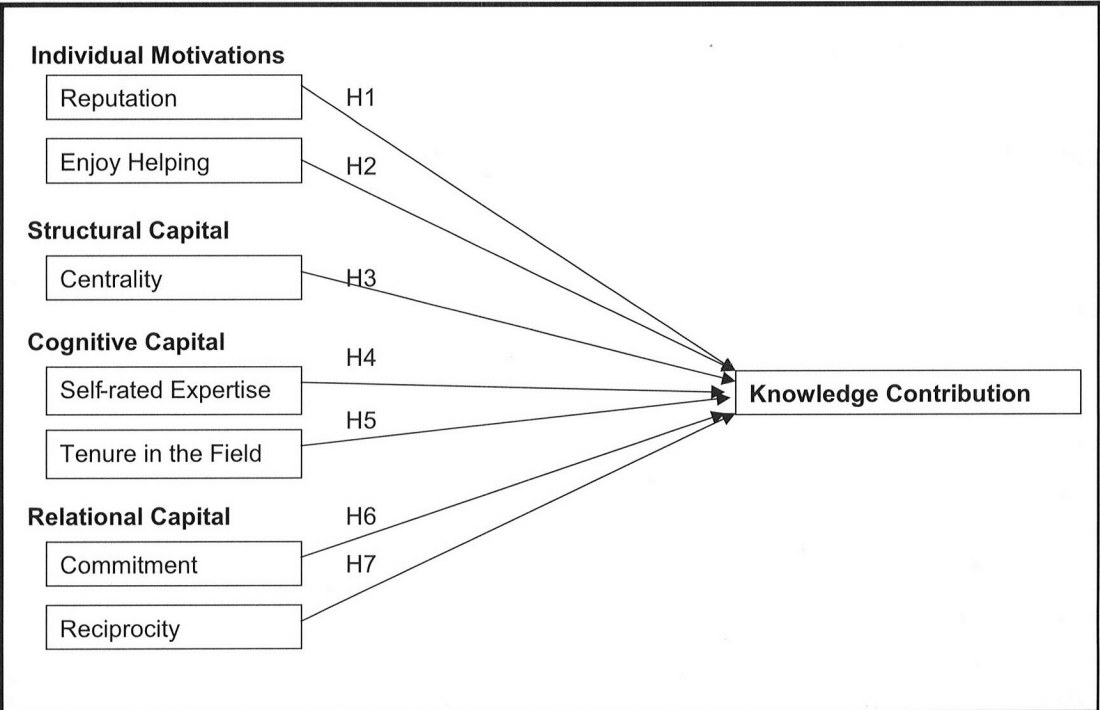 Individual Motivations
Reputation
H1
Enjoy Helping
H2
Structural Capital
Centrality
H3
Cognitive Capital
H4
Self-rated Expertise
H5
Tenure in the Field
Relational Capital
H6
Commitment
H7
Reciprocity
Knowledge Contribution